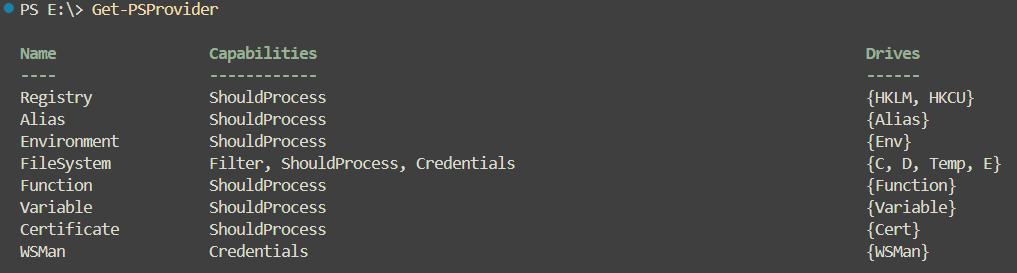 PS E:\> Get-PSProvider
Name Capabilities Drives
---- ------------ ------
Registry ShouldProcess {HKLM, HKCU}
Alias ShouldProcess {Alias}
Environment ShouldProcess {Env}
FileSystem Filter, ShouldProcess, Credentials {C, D, Temp, E}
Function ShouldProcess {Function}
Variable ShouldProcess {Variable}
Certificate ShouldProcess {Cert}
WSMan Credentials {WSMan}